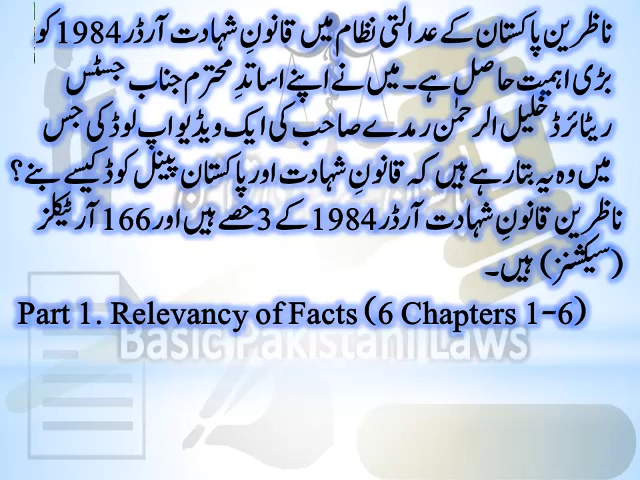 ناظرین پاکستان کے عدالتی نظام میں قانونِ شہادت آرڈر 1984 کو
بڑی اہمیت حاصل ہے۔ میں نے اپنے اساتذِ محترم جناب جسٹس
ریٹائرڈ خلیل الرحمٰن رمدے صاحب کی ایک ویڈیو اپ لوڈ کی جس
میں وہ یہ بتا رہے ہیں کہ قانونِ شہادت اور پاکستان پینل کوڈ کیسے بنے؟
ناظرین قانونِ شہادت آرڈر 1984 کے 3 حصے ہیں اور 166 آرٹیکلز
(سیکشنز) ہیں۔
Part 1. Relevancy of Facts (6 Chapters 1-6)
Basic Pakistani Laws